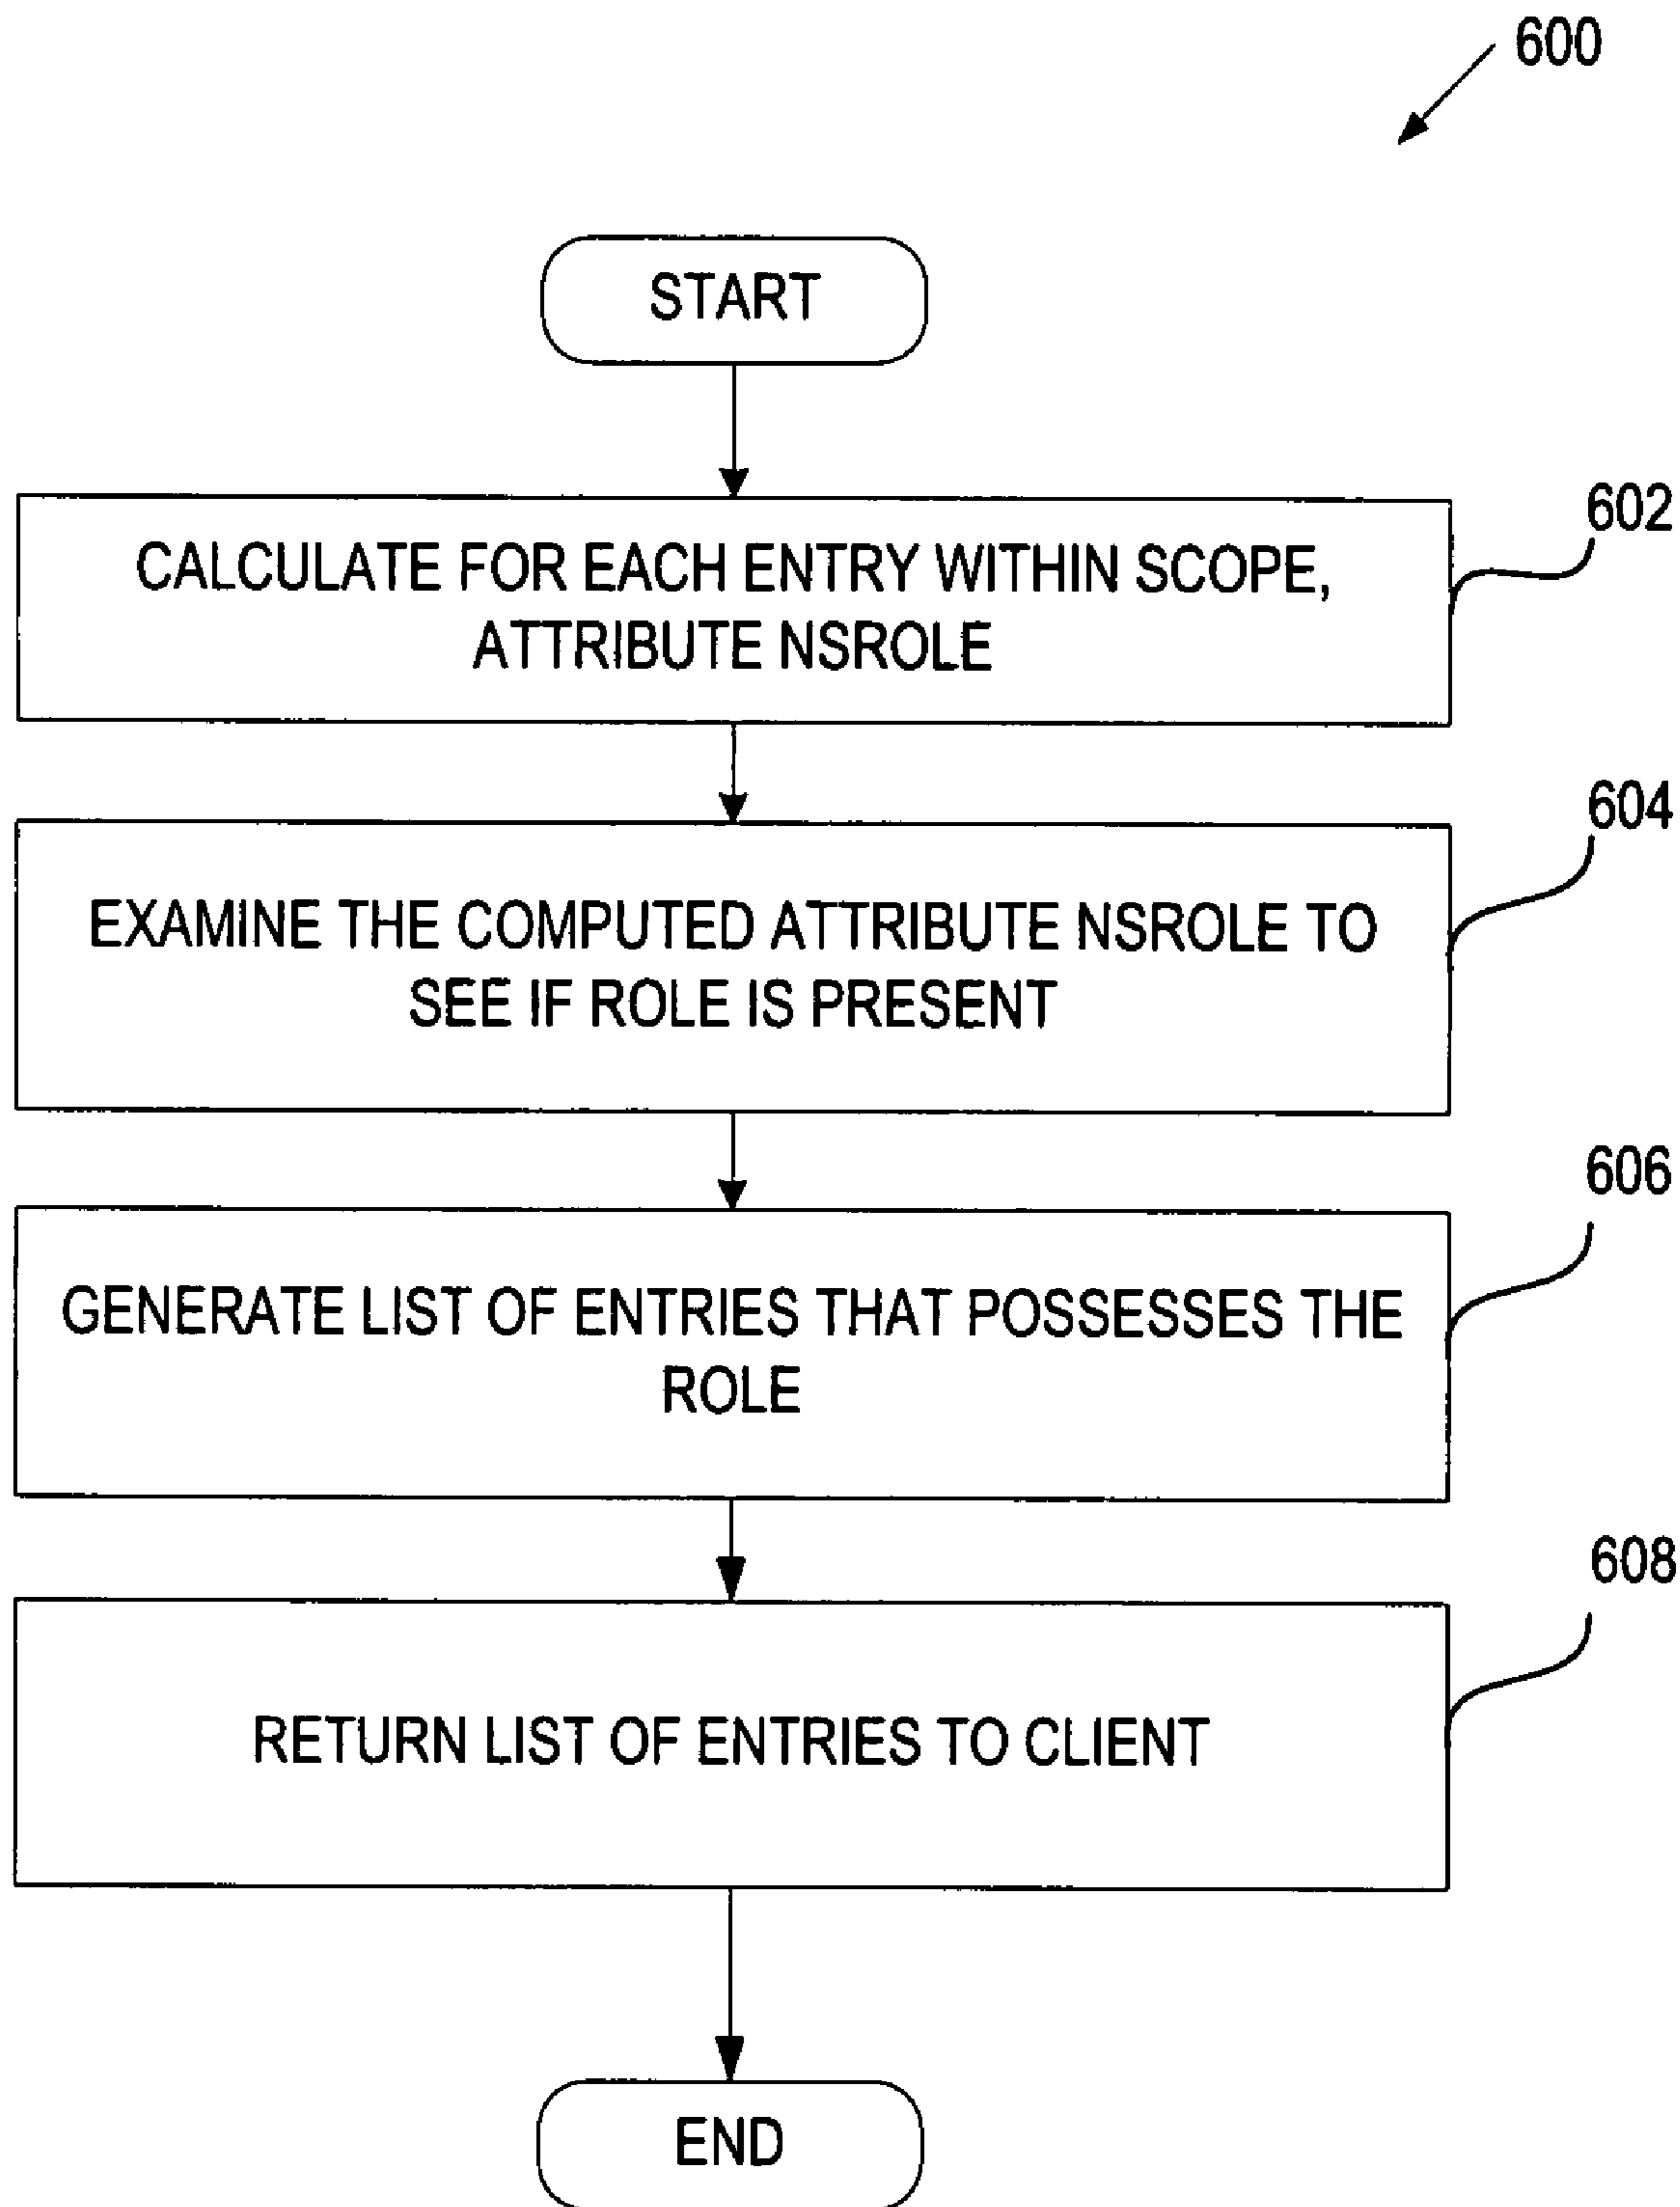 600
START
602
CALCULATE FOR EACH ENTRY WITHIN SCOPE,
ATTRIBUTE NSROLE
604
EXAMINE THE COMPUTED ATTRIBUTE NSROLE TO
SEE IF ROLE IS PRESENT
606
GENERATE LIST OF ENTRIES THAT POSSESSES THE
ROLE
608
RETURN LIST OF ENTRIES TO CLIENT
END